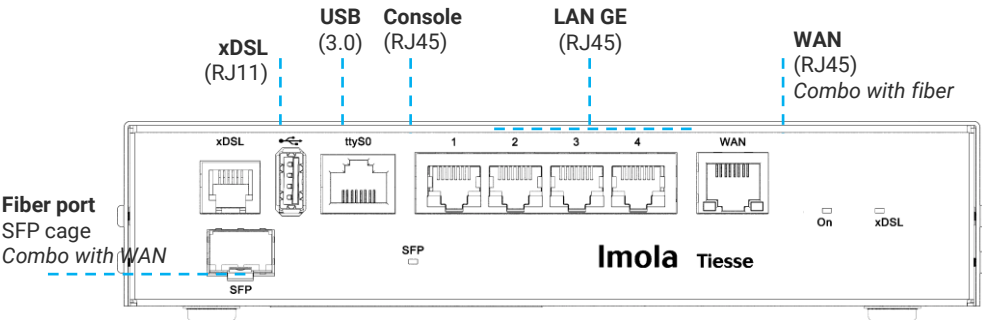 USB
(3.0)
Console
(RJ45)
LAN GE
(RJ45)
xDSL
(RJ11)
WAN
(RJ45)
Combo with fiber
xDSL
ttyS0
1
2
3
4
WAN
Fiber port
SFP cage
Combo with WAN
On
xDSL
SFP
Imola Tiesse
SFP